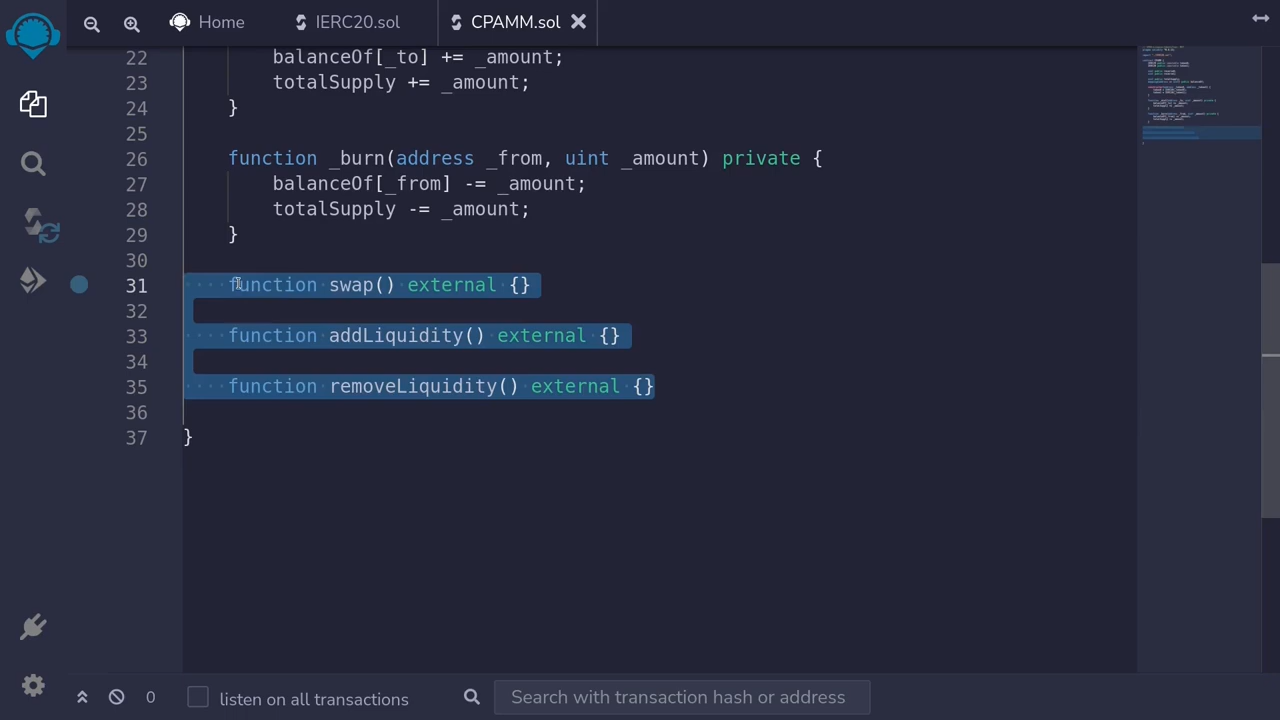 Home IERC20.sol CPAMM.sol
22 balanceOf[_to] += _amount;
23 totalSupply += _amount;
24 }
25
26 function _burn(address _from, uint _amount) private {
27 balanceOf[_from] -= _amount;
28 totalSupply -= _amount;
29 }
30
31 function swap() external {}
32
33 function addLiquidity() external {}
34
35 function removeLiquidity() external {}
36
37 }
0 listen on all transactions Search with transaction hash or address